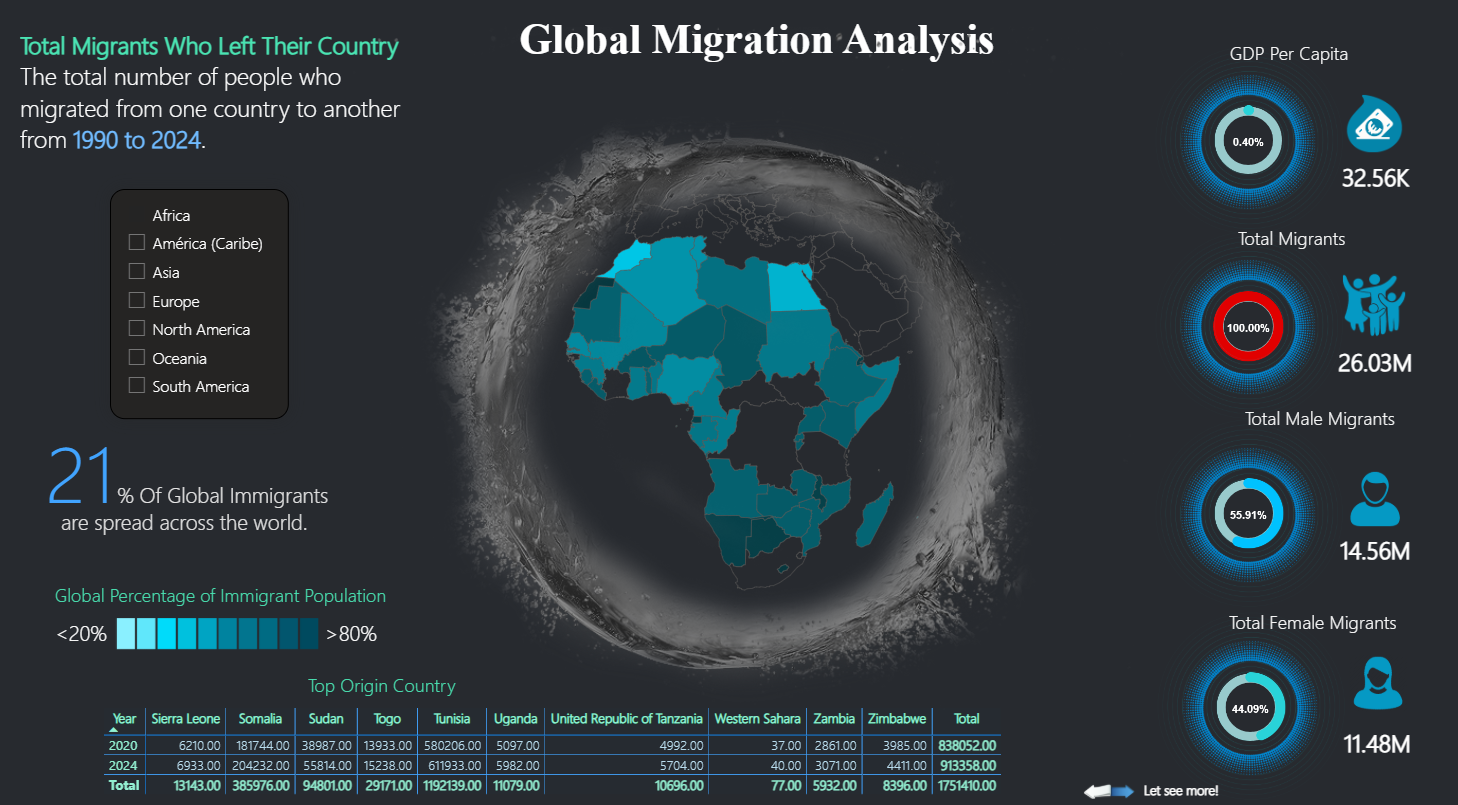 Global Migration Analysis
Total Migrants Who Left Their Country
The total number of people who
migrated from one country to another
from 1990 to 2024.
Africa
América (Caribe)
Asia
Europe
North America
Oceania
South America
21 % Of Global Immigrants
are spread across the world.
Global Percentage of Immigrant Population
<20% >80%
GDP Per Capita
0.40%
32.56K
Total Migrants
100.00%
26.03M
Total Male Migrants
55.91%
14.56M
Total Female Migrants
44.09%
11.48M
Top Origin Country
Year Sierra Leone Somalia Sudan Togo Tunisia Uganda United Republic of Tanzania Western Sahara Zambia Zimbabwe Total
2020 6210.00 181744.00 38987.00 13933.00 580206.00 5097.00 4992.00 37.00 2861.00 3985.00 838052.00
2024 6933.00 204232.00 55814.00 15238.00 611933.00 5982.00 5704.00 40.00 3071.00 4411.00 913358.00
Total 13143.00 385976.00 94801.00 29171.00 1192139.00 11079.00 10696.00 77.00 5932.00 8396.00 1751410.00
Let see more!